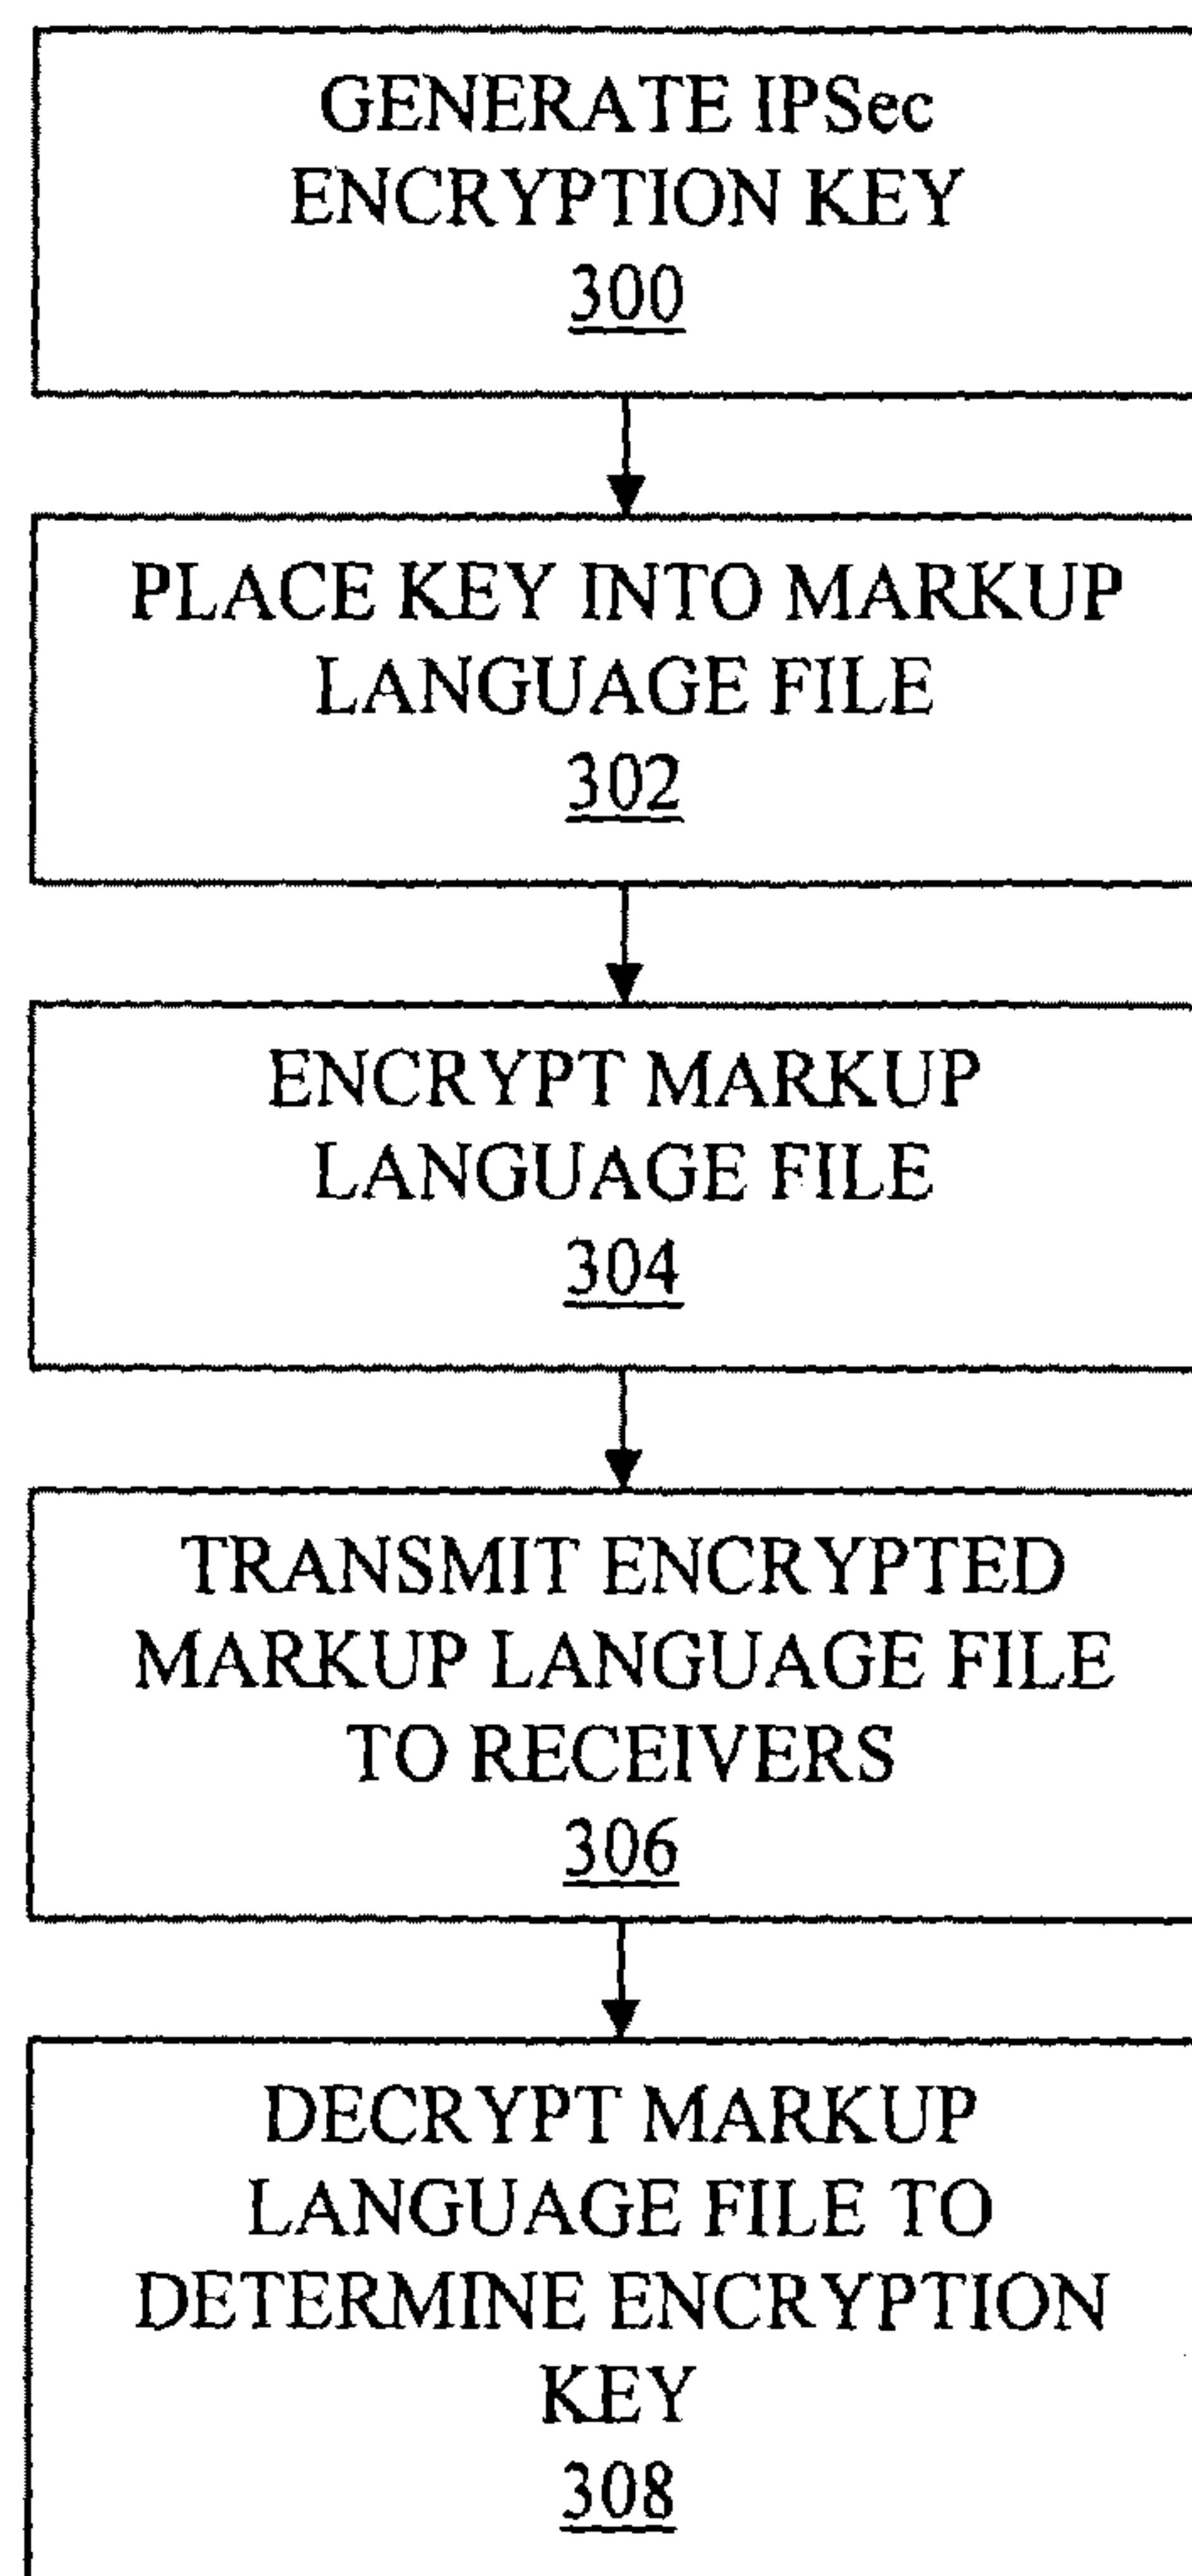 GENERATE IPSec
ENCRYPTION KEY
300
PLACE KEY INTO MARKUP
LANGUAGE FILE
302
ENCRYPT MARKUP
LANGUAGE FILE
304
TRANSMIT ENCRYPTED
MARKUP LANGUAGE FILE
TO RECEIVERS
306
DECRYPT MARKUP
LANGUAGE FILE TO
DETERMINE ENCRYPTION
KEY
308